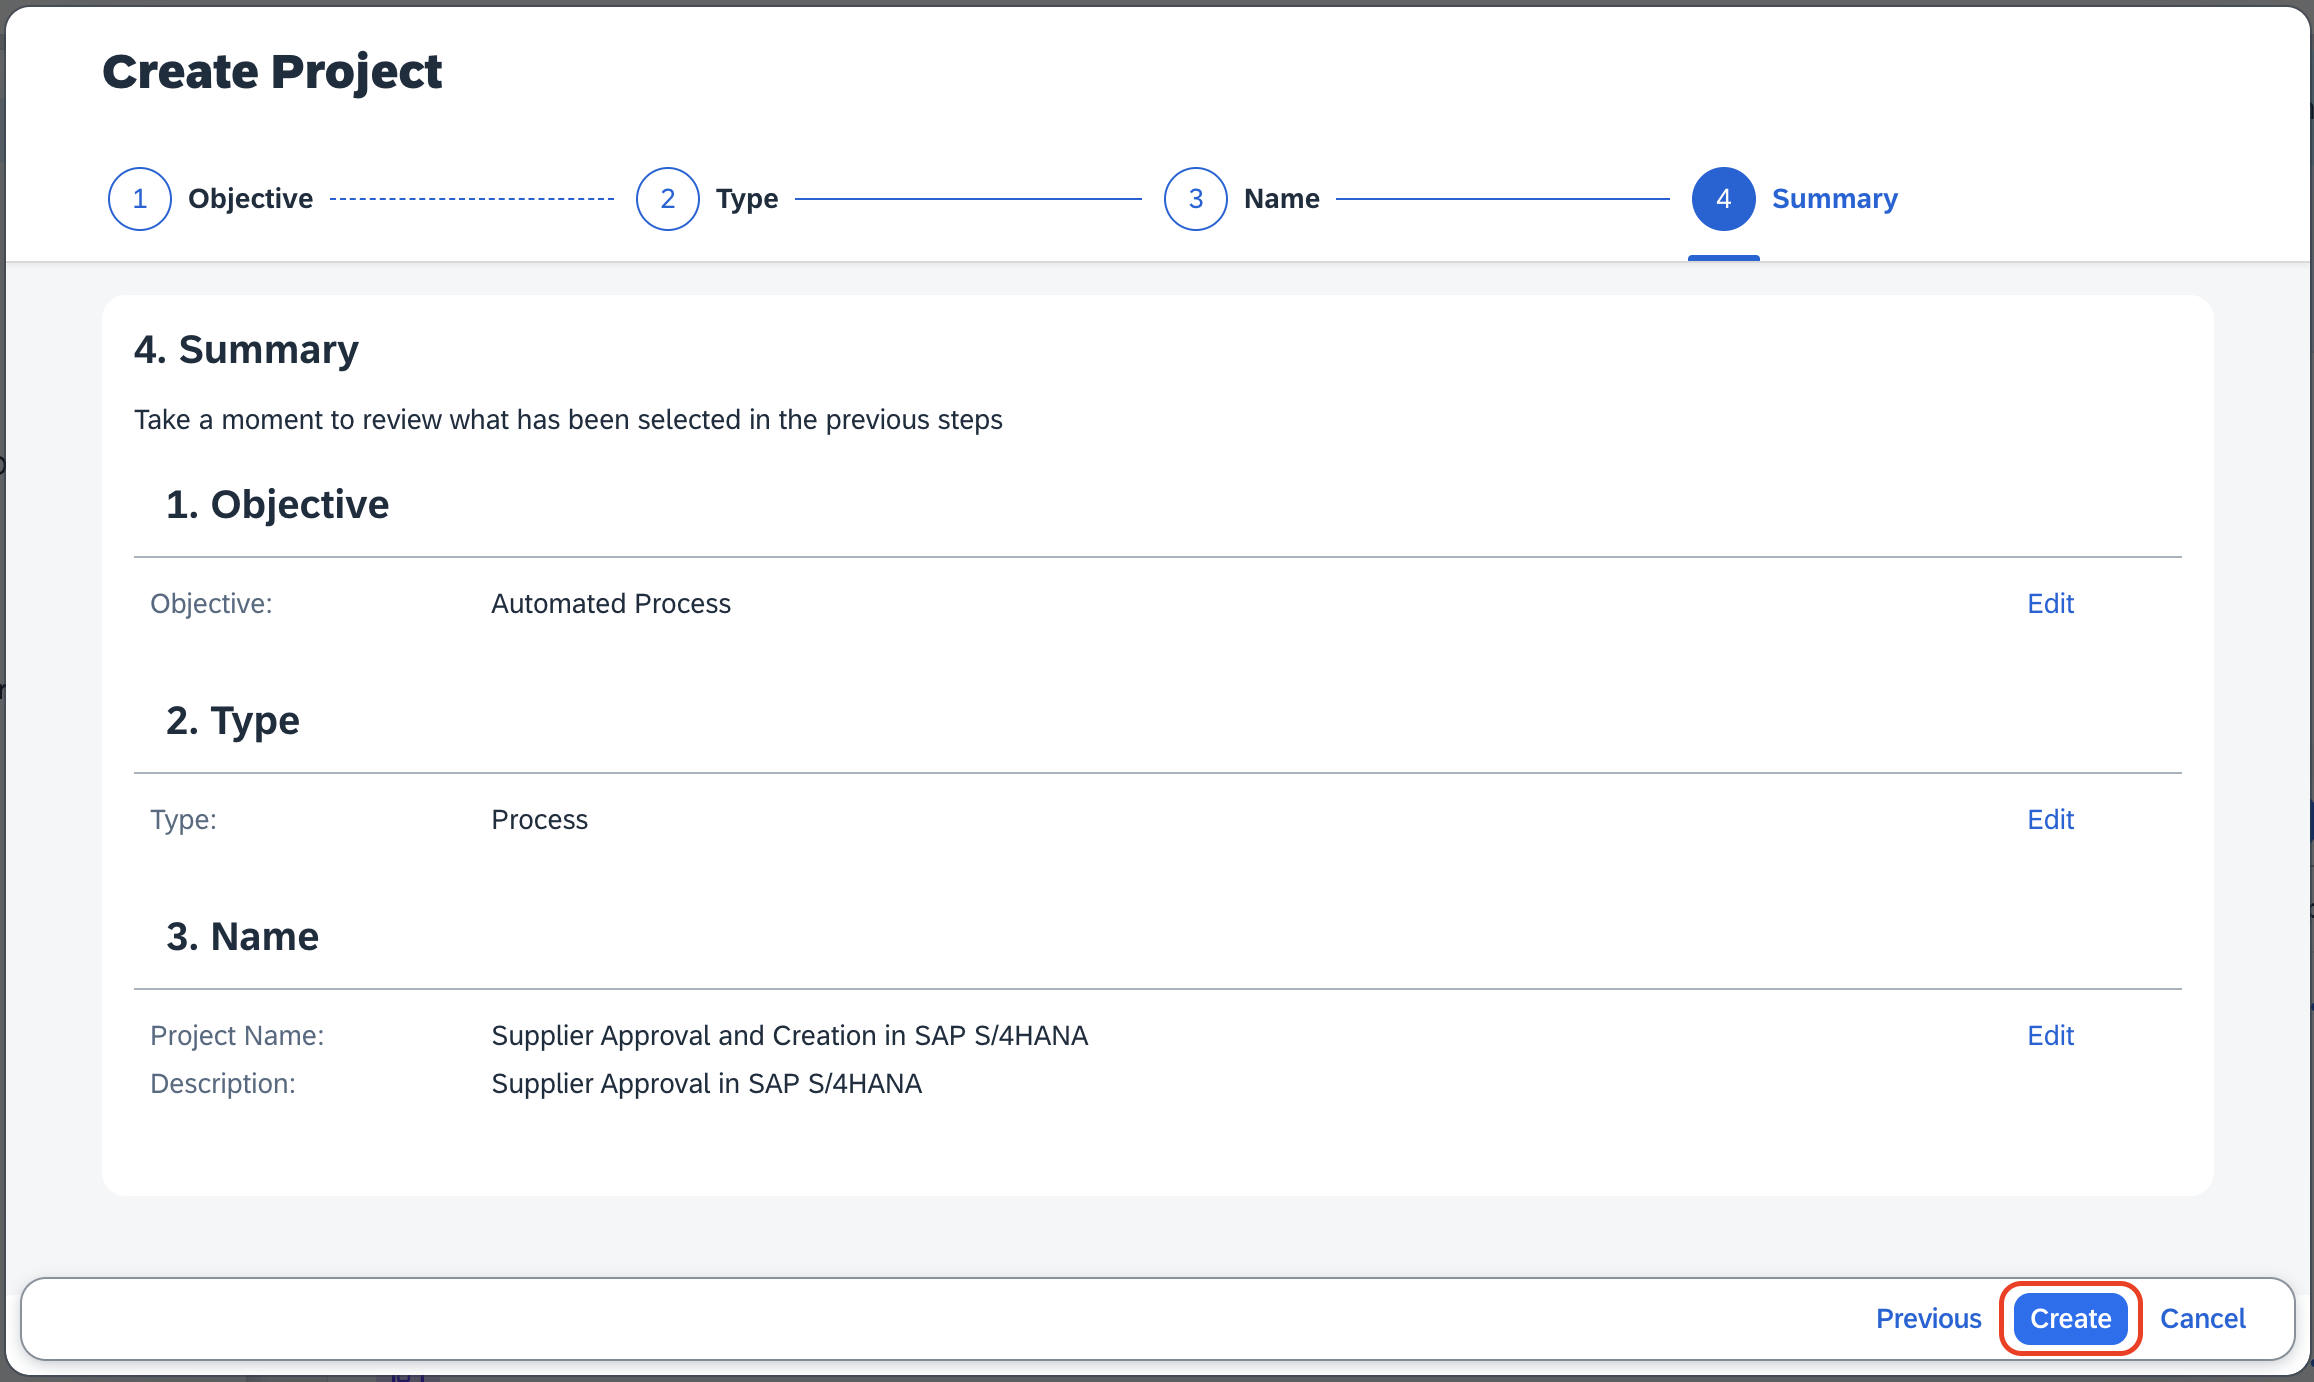 Create Project
1 Objective 2 Type 3 Name 4 Summary
4. Summary
Take a moment to review what has been selected in the previous steps
1. Objective
Objective: Automated Process Edit
2. Type
Type: Process Edit
3. Name
Project Name: Supplier Approval and Creation in SAP S/4HANA Edit
Description: Supplier Approval in SAP S/4HANA
Previous Create Cancel